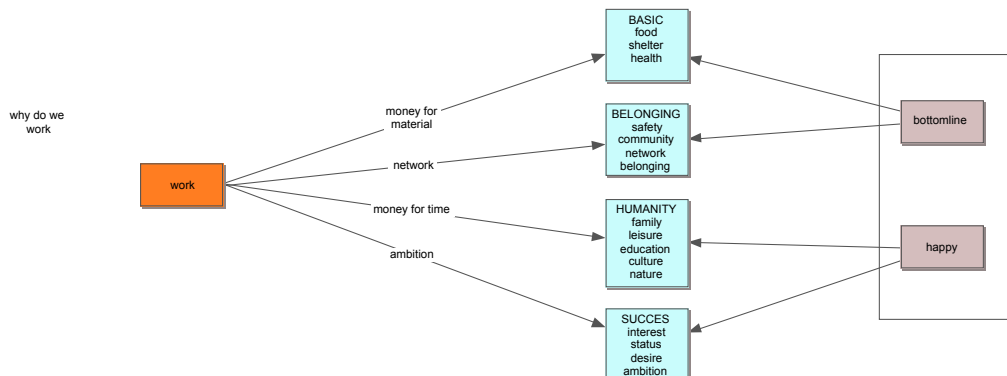 why do we
work
work
money for
material
network
money for time
ambition
BASIC
food
shelter
health
BELONGING
safety
community
network
belonging
HUMANITY
family
leisure
education
culture
nature
SUCCES
interest
status
desire
ambition
bottomline
happy